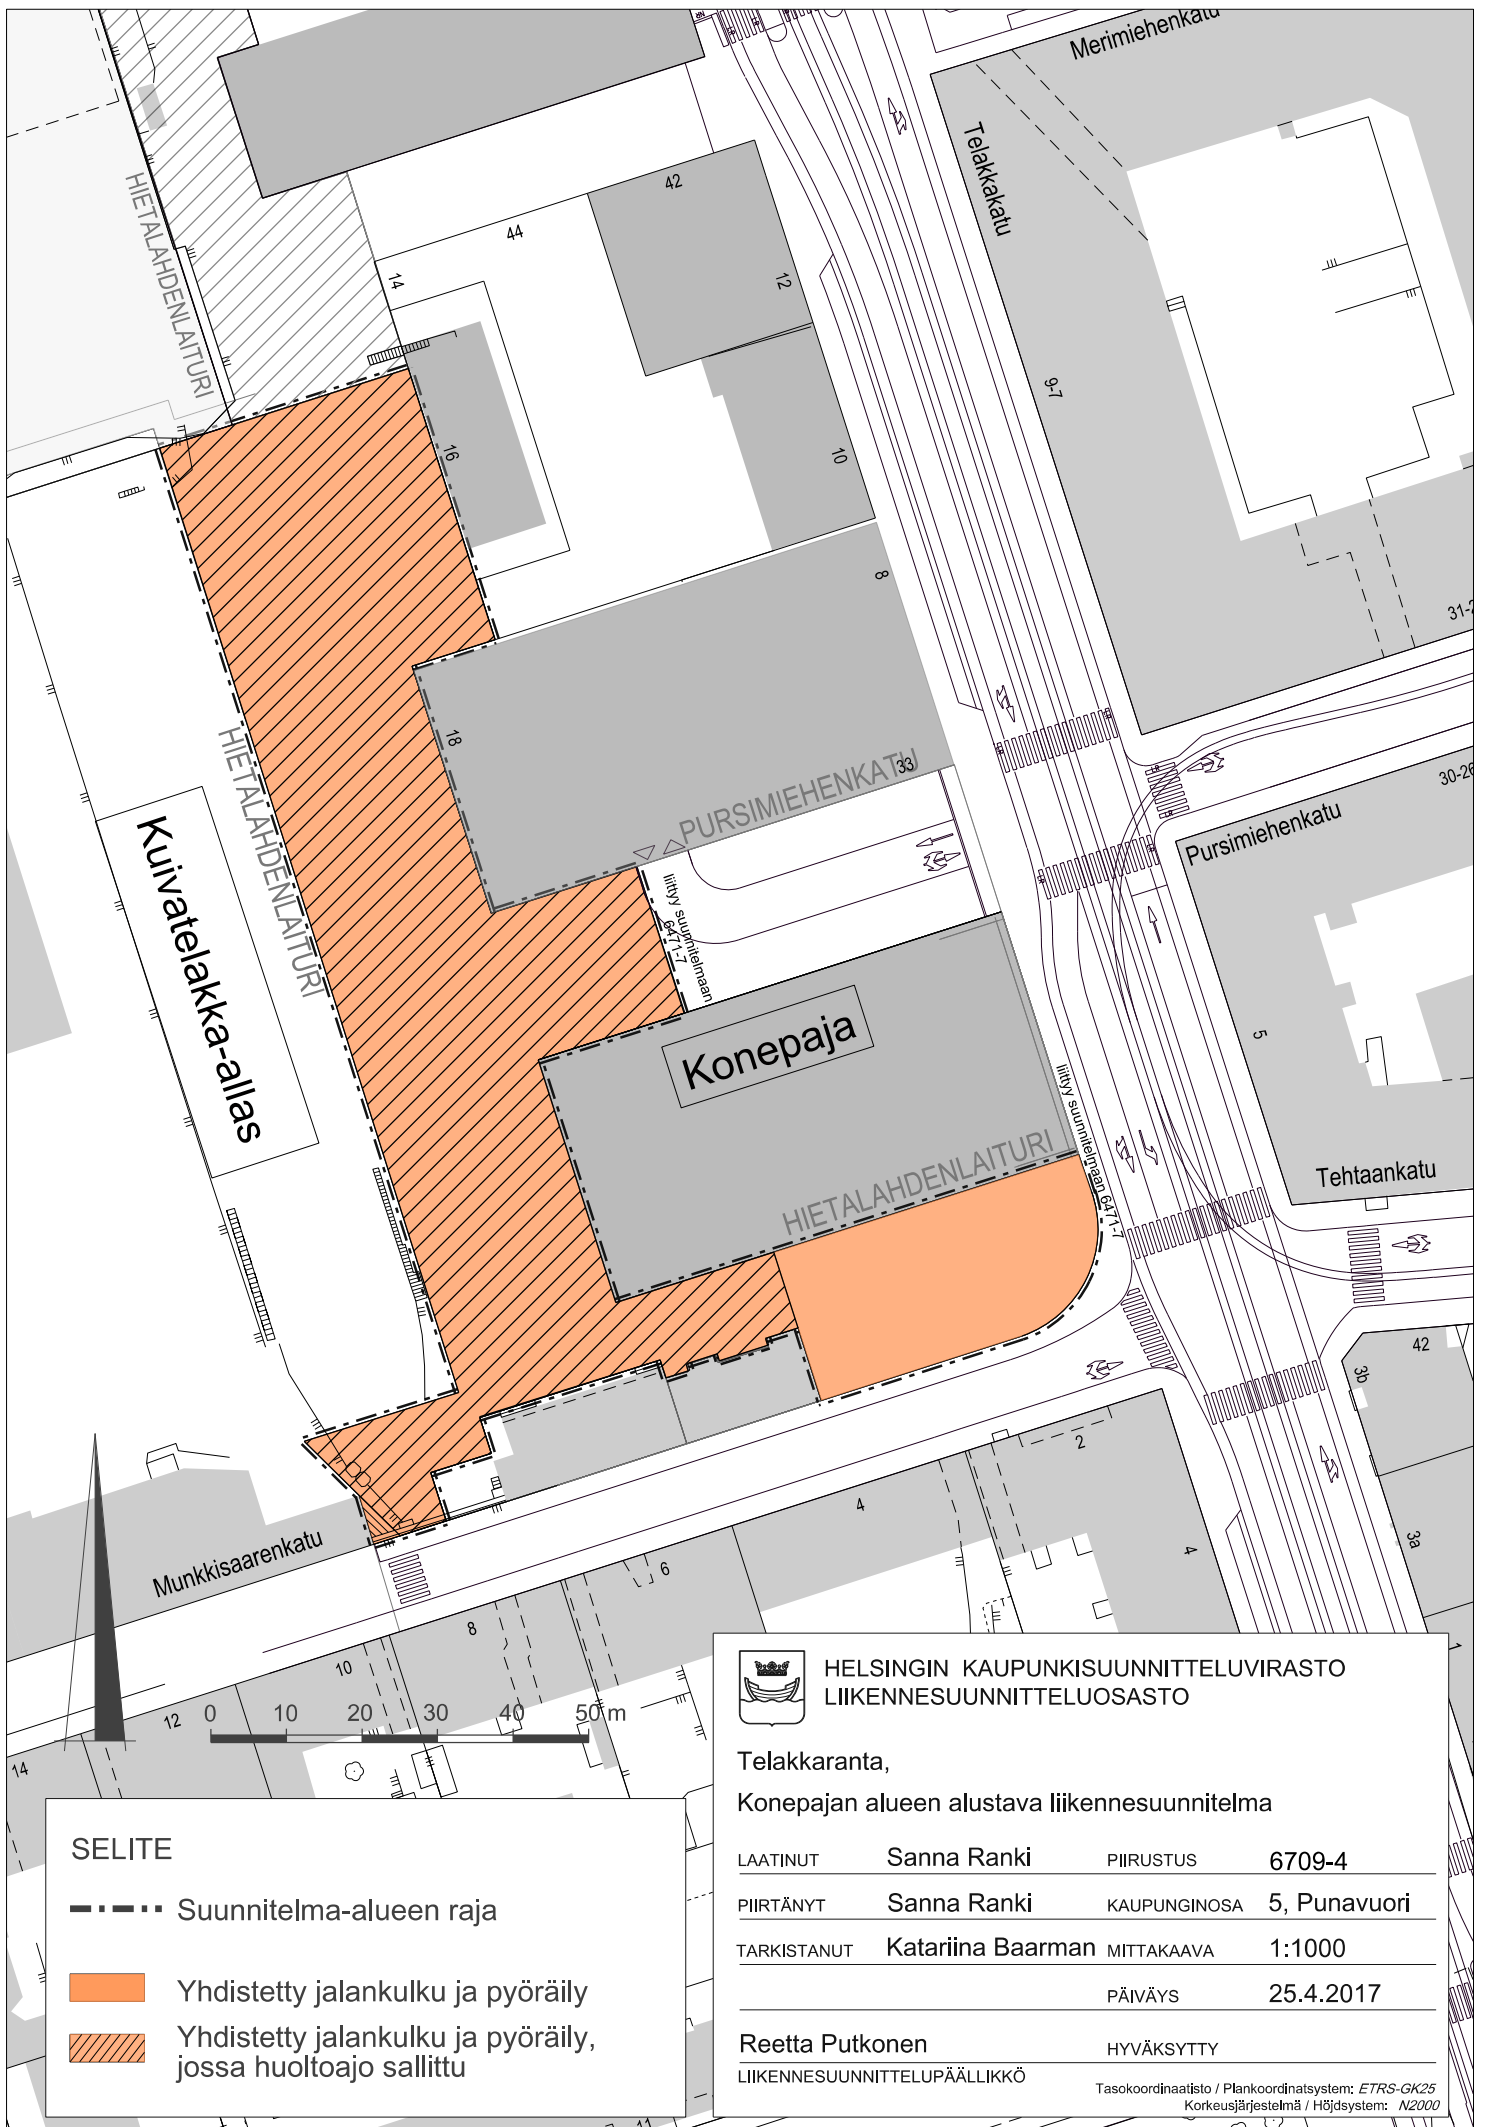 Merimiehenkatu
Telakkakatu
HIETALAHDENLAITURI
42
44
14
12
16
10
9-7
8
18
PURSIMIEHENKATU
33
30-26
Pursimiehenkatu
HIETALAHDENLAITURI
Kuivatelakka-allas
liittyy suunnitelmaan
6471-7
Konepaja
5
HIETALAHDENLAITURI
liittyy suunnitelmaan 6471-7
Tehtaankatu
42
3b
2
4
4
3a
Munkkisaarenkatu
6
8
10
12
14
1
11
0 10 20 30 40 50 m
HELSINGIN KAUPUNKISUUNNITTELUVIRASTO
LIIKENNESUUNNITTELUOSASTO
Telakkaranta,
Konepajan alueen alustava liikennesuunnitelma
LAATINUT Sanna Ranki PIIRUSTUS 6709-4
PIIRTÄNYT Sanna Ranki KAUPUNGINOSA 5, Punavuori
TARKISTANUT Katariina Baarman MITTAKAAVA 1:1000
PÄIVÄYS 25.4.2017
Reetta Putkonen HYVÄKSYTTY
LIIKENNESUUNNITTELUPÄÄLLIKKÖ
Tasokoordinaatisto / Plankoordinatsystem: ETRS-GK25
Korkeusjärjestelmä / Höjdsystem: N2000
SELITE
Suunnitelma-alueen raja
Yhdistetty jalankulku ja pyöräily
Yhdistetty jalankulku ja pyöräily,
jossa huoltoajo sallittu